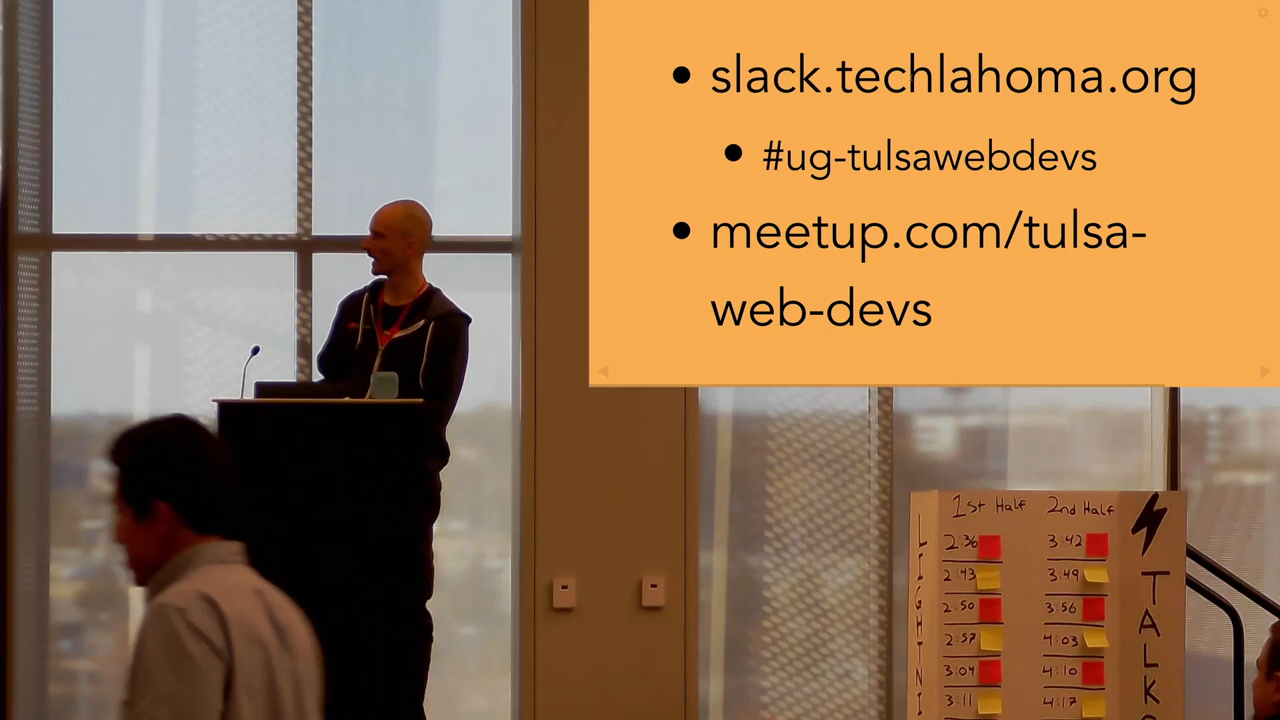 slack.techlahoma.org
#ug-tulsawebdevs
meetup.com/tulsa-
web-devs
1st Half 2nd Half
2:36 3:42
2:43 3:49
2:50 3:56
2:57 4:03
3:04 4:10
3:11 4:17
LIGHTNI
TALKS